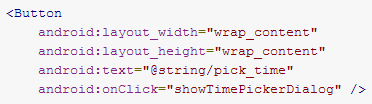 <Button
    android:layout_width="wrap_content"
    android:layout_height="wrap_content"
    android:text="@string/pick_time"
    android:onClick="showTimePickerDialog" />